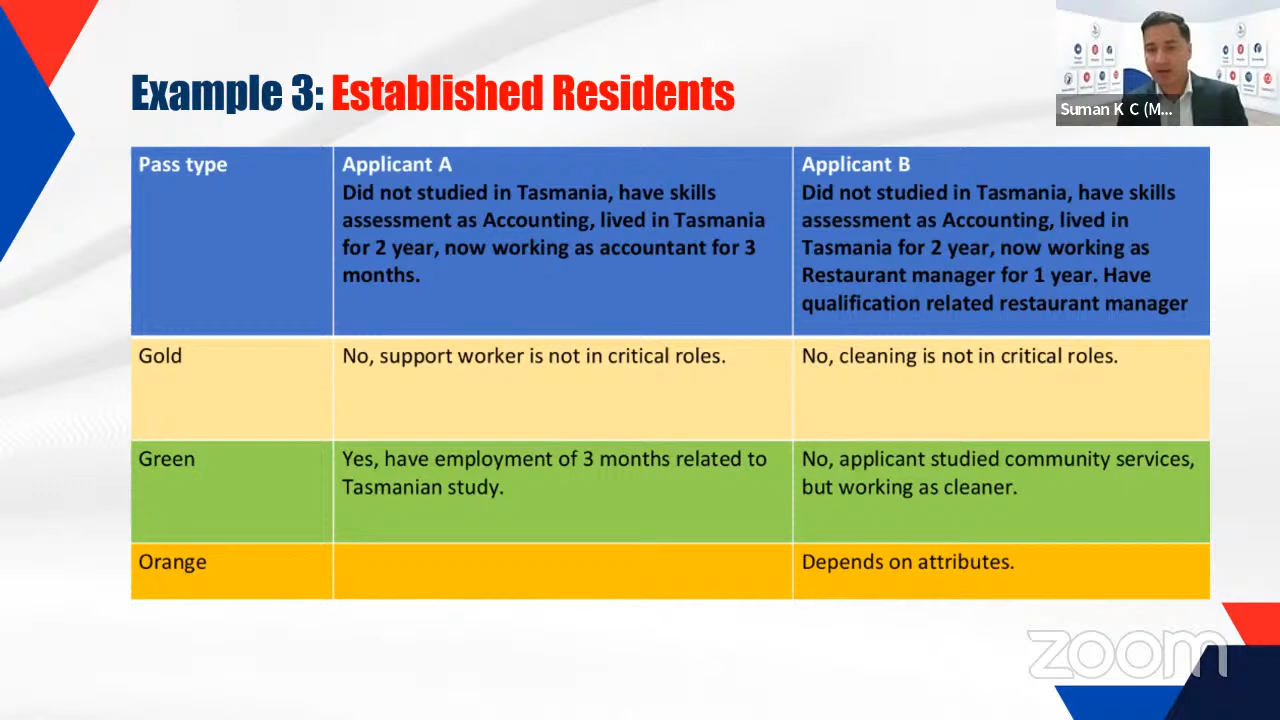 Example 3: Established Residents
Suman K C (M...
Pass type
Applicant A
Did not studied in Tasmania, have skills
assessment as Accounting, lived in Tasmania
for 2 year, now working as accountant for 3
months.
Applicant B
Did not studied in Tasmania, have skills
assessment as Accounting, lived in
Tasmania for 2 year, now working as
Restaurant manager for 1 year. Have
qualification related restaurant manager
Gold
No, support worker is not in critical roles.
No, cleaning is not in critical roles.
Green
Yes, have employment of 3 months related to
Tasmanian study.
No, applicant studied community services,
but working as cleaner.
Orange
Depends on attributes.
zoom